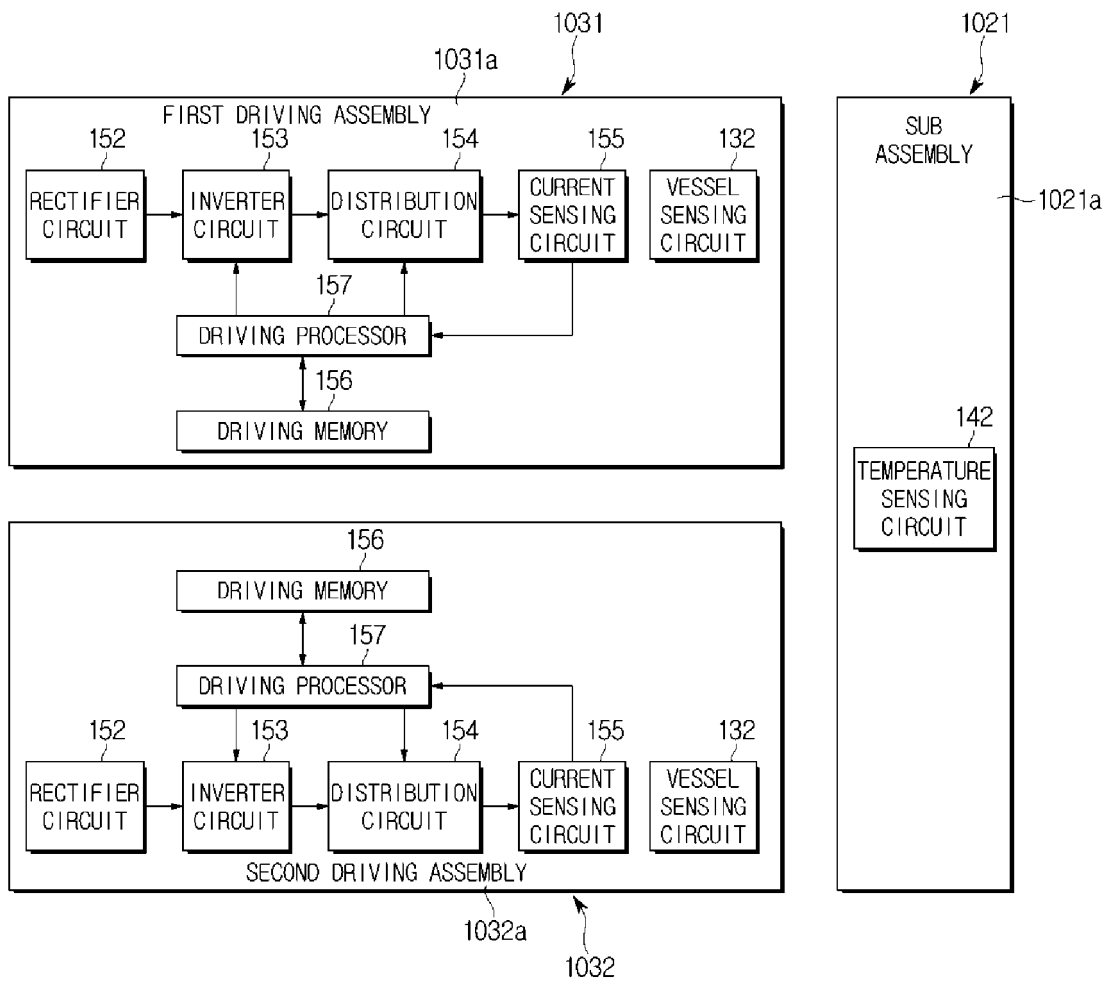 1031
1021
1031a
FIRST DRIVING ASSEMBLY
152
153
154
155
132
RECTIFIER
CIRCUIT
INVERTER
CIRCUIT
DISTRIBUTION
CIRCUIT
CURRENT
SENSING
CIRCUIT
VESSEL
SENSING
CIRCUIT
157
DRIVING PROCESSOR
156
DRIVING MEMORY
SUB
ASSEMBLY
1021a
142
TEMPERATURE
SENSING
CIRCUIT
156
DRIVING MEMORY
157
DRIVING PROCESSOR
152
153
154
155
132
RECTIFIER
CIRCUIT
INVERTER
CIRCUIT
DISTRIBUTION
CIRCUIT
CURRENT
SENSING
CIRCUIT
VESSEL
SENSING
CIRCUIT
SECOND DRIVING ASSEMBLY
1032a
1032